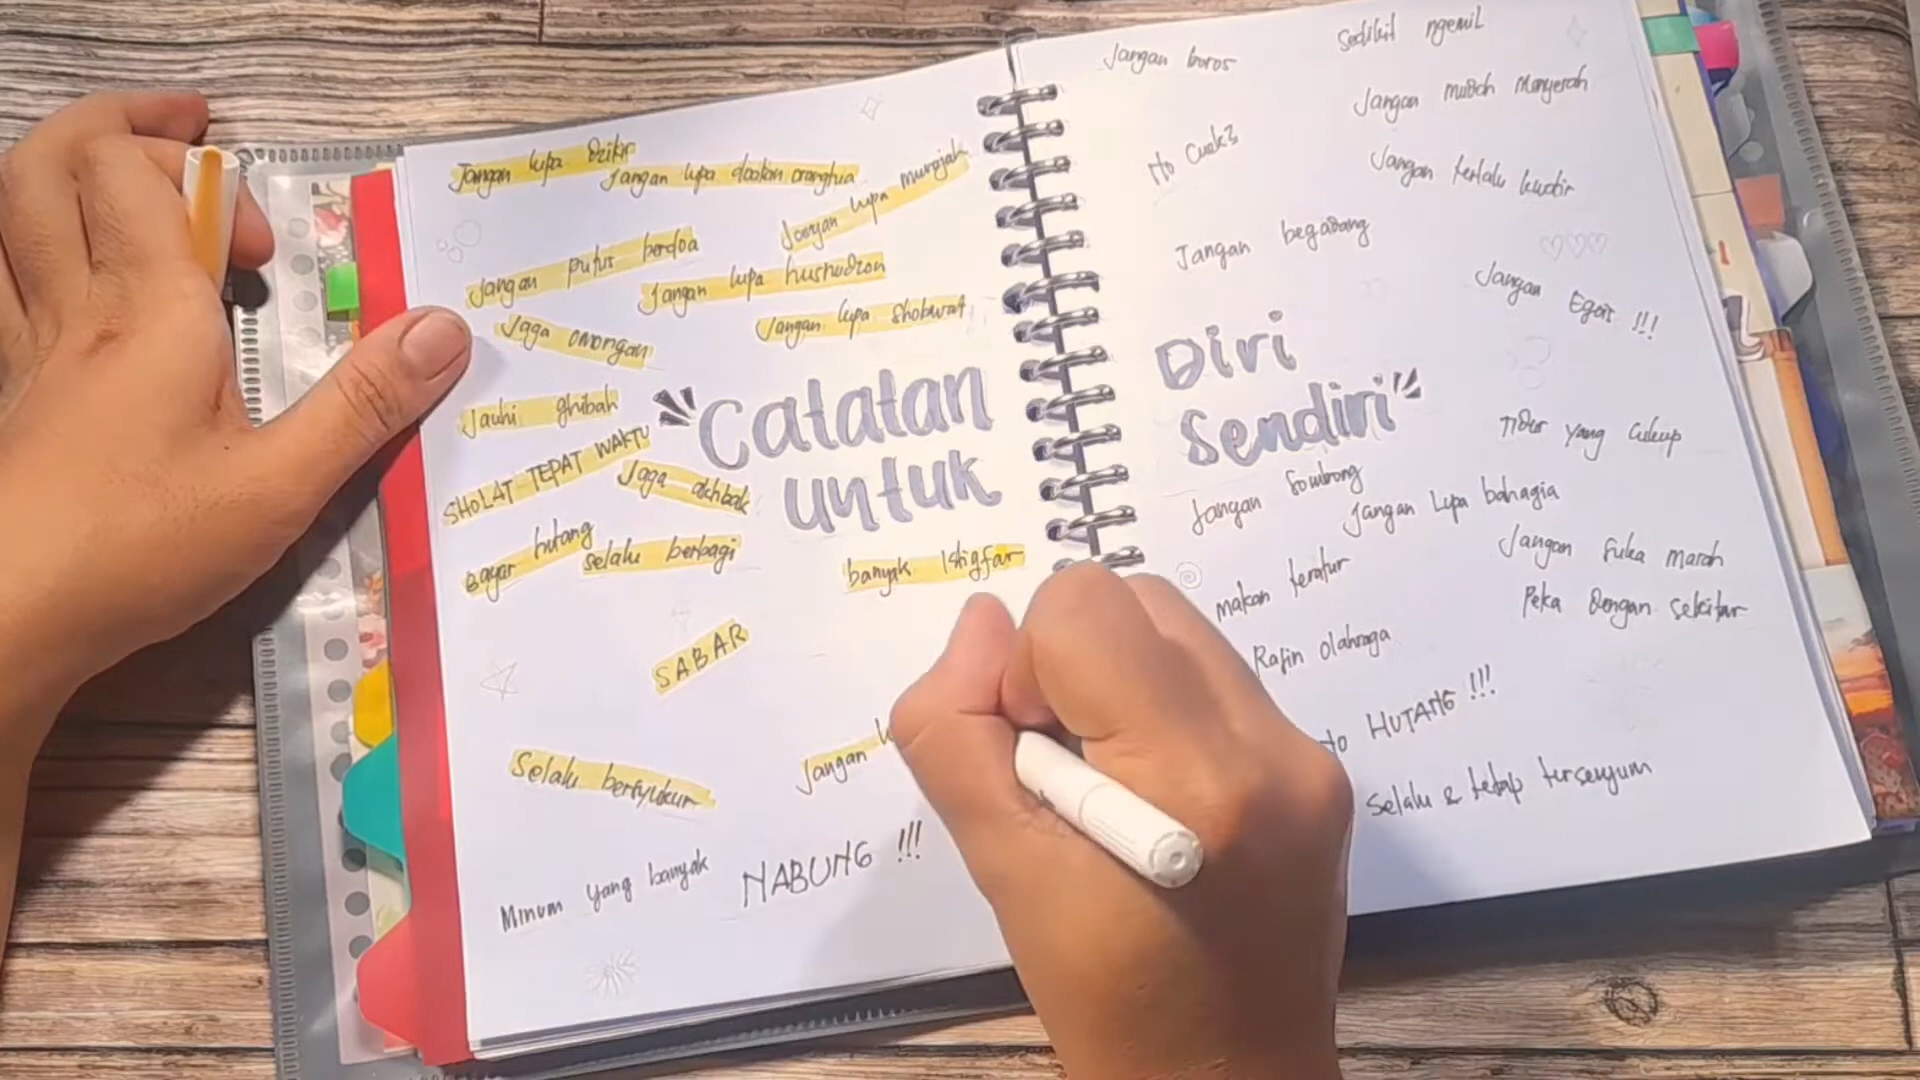 Jangan lupa Dzikir
Jangan lupa doakan orangtua
Jangan lupa murojah
Jangan putus berdoa
Jangan lupa husnudzon
Jaga omongan
Jangan lupa sholawat
Jauhi ghibah
SHOLAT TEPAT WAKTU
Jaga akhlak
Bayar hutang
Selalu berbagi
"Catatan
untuk
banyak Istigfar
SABAR
Selalu bersyukur
Jangan
Minum yang banyak
NABUNG !!!
Jangan boros
Sedikit ngemil
Jangan mudah menyerah
No Cuek2
Jangan terlalu kuatir
Jangan begadang
Jangan Egois !!!
Diri
Sendiri"
Tidur yang cukup
Jangan Sombong
Jangan lupa bahagia
Jangan suka marah
makan teratur
Peka Dengan sekitar
Rajin olahraga
No HUTANG !!!
Selalu & tetap tersenyum